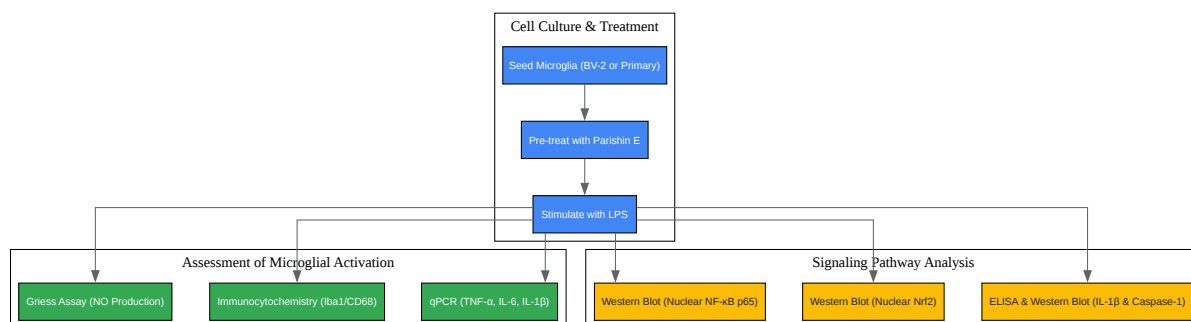 Cell Culture & Treatment
Seed Microglia (BV-2 or Primary)
Pre-treat with Parishin E
Stimulate with LPS
Assessment of Microglial Activation
Signaling Pathway Analysis
Griess Assay (NO Production)
Immunocytochemistry (Iba1/CD68)
qPCR (TNF-α, IL-6, IL-1β)
Western Blot (Nuclear NF-κB p65)
Western Blot (Nuclear Nrf2)
ELISA & Western Blot (IL-1β & Caspase-1)